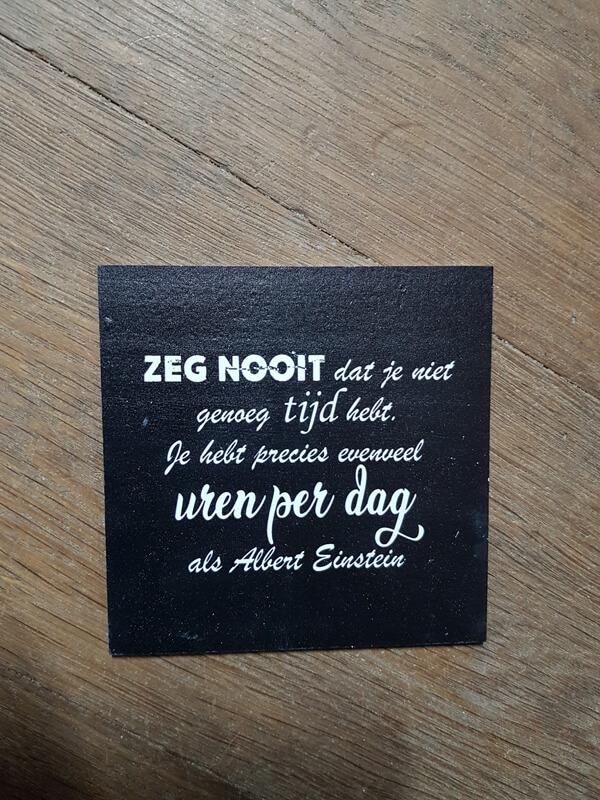 ZEG NOOIT dat je niet
genoeg tijd hebt.
Je hebt precies evenveel
uren per dag
als Albert Einstein